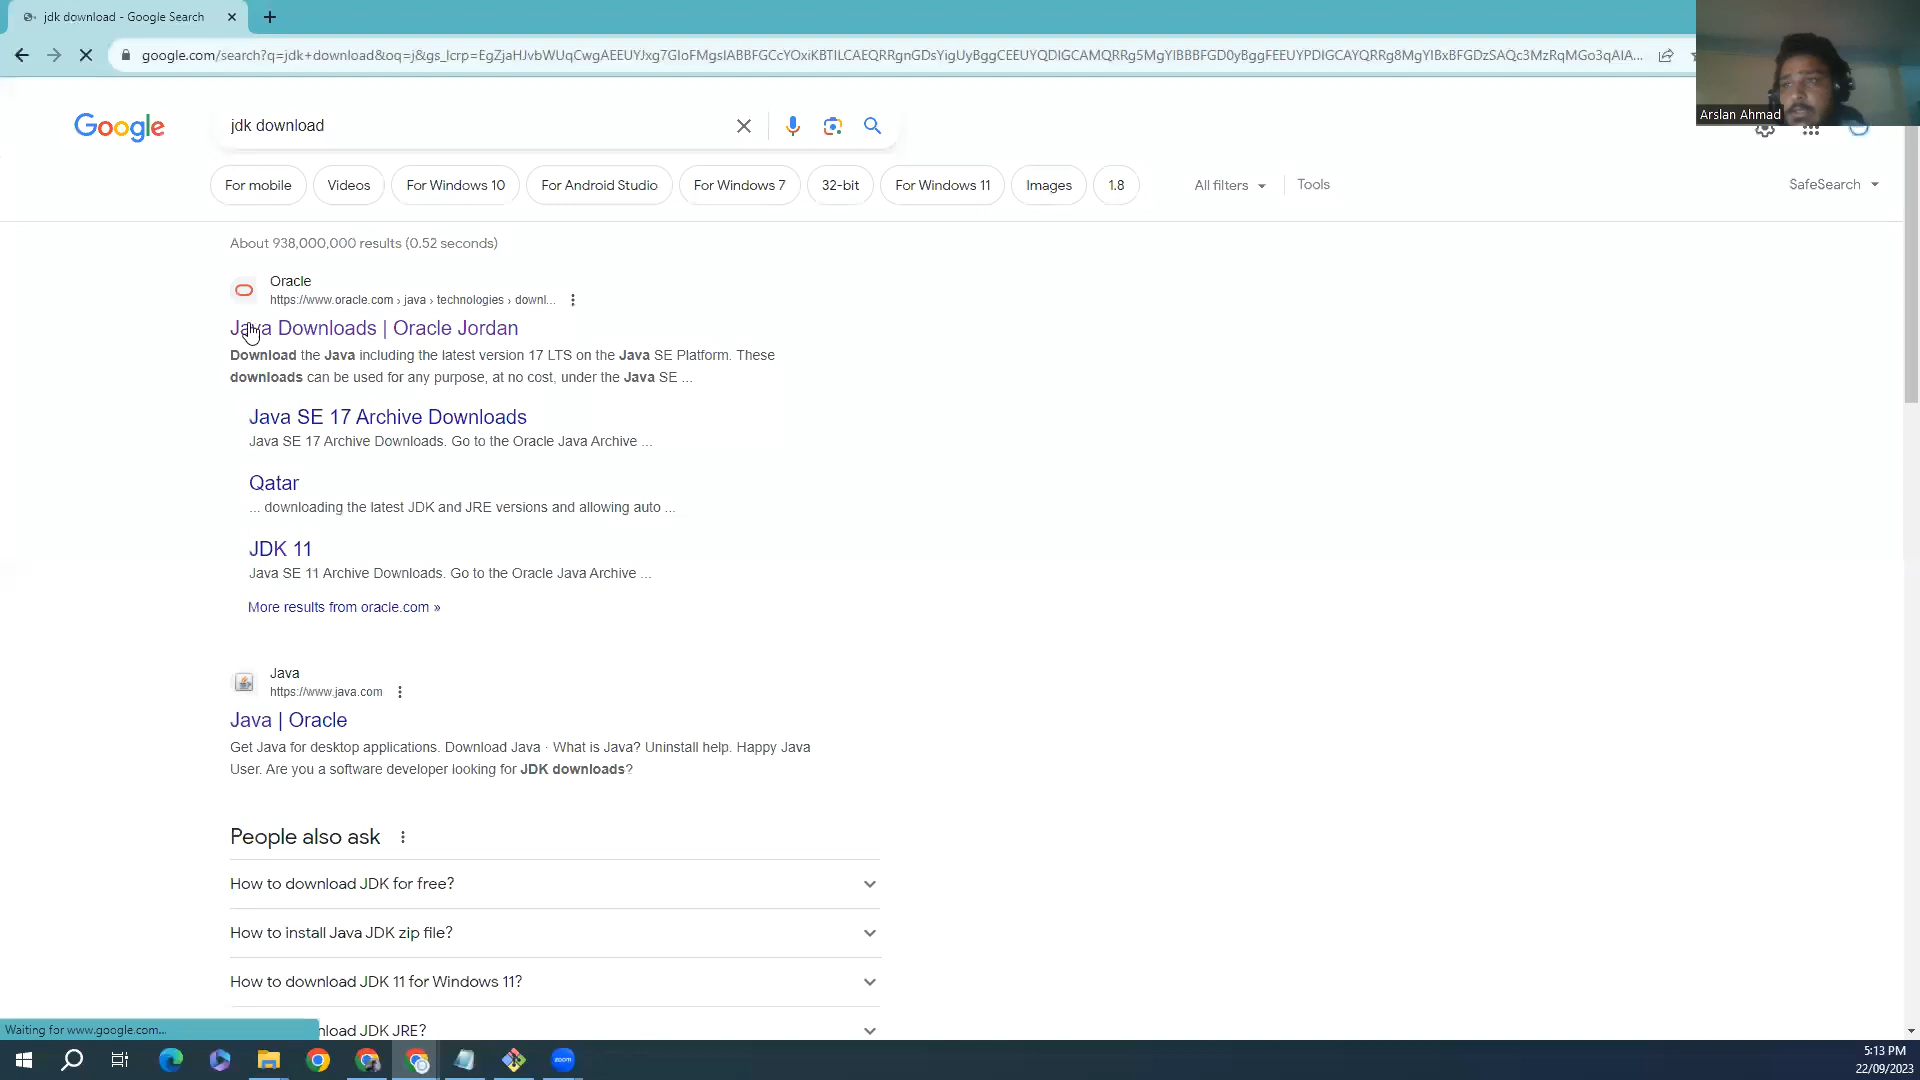 jdk download - Google Search
google.com/search?q=jdk+download&oq=j&gs_lcrp=EgZjaHJvbWUqCwgAEEUYJxg7GIoFMgsIABBFGCcYOxiKBTILCAEQRRgnGDsYigUyBggCEEUYQDIGCAMQRRg5MgYIBBBFGD0yBggFEEUYPDIGCAYQRRg8MgYIBxBFGDzSAQc3MzRqMGo3qAIA...
Arslan Ahmad
Google
jdk download
For mobile
Videos
For Windows 10
For Android Studio
For Windows 7
32-bit
For Windows 11
Images
1.8
All filters
Tools
SafeSearch
About 938,000,000 results (0.52 seconds)
Oracle
https://www.oracle.com › java › technologies › downl...
Java Downloads | Oracle Jordan
Download the Java including the latest version 17 LTS on the Java SE Platform. These
downloads can be used for any purpose, at no cost, under the Java SE ...
Java SE 17 Archive Downloads
Java SE 17 Archive Downloads. Go to the Oracle Java Archive ...
Qatar
... downloading the latest JDK and JRE versions and allowing auto ...
JDK 11
Java SE 11 Archive Downloads. Go to the Oracle Java Archive ...
More results from oracle.com »
Java
https://www.java.com
Java | Oracle
Get Java for desktop applications. Download Java · What is Java? Uninstall help. Happy Java
User. Are you a software developer looking for JDK downloads?
People also ask
How to download JDK for free?
How to install Java JDK zip file?
How to download JDK 11 for Windows 11?
nload JDK JRE?
Waiting for www.google.com...
zoom
5:13 PM
22/09/2023